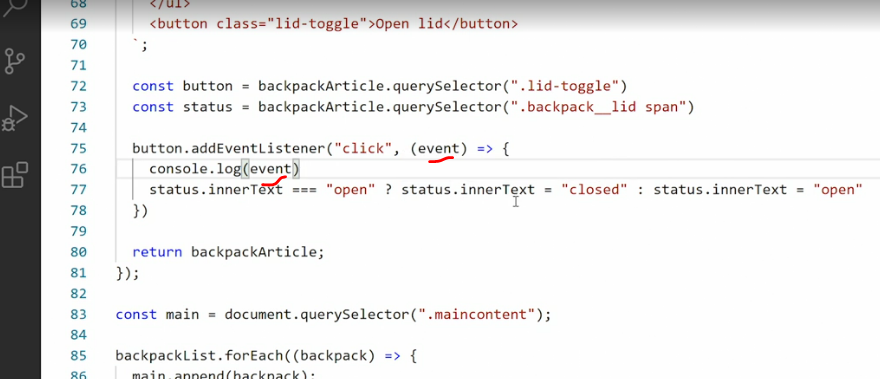 68 </ul>
69 <button class="lid-toggle">Open lid</button>
70 `;
71
72 const button = backpackArticle.querySelector(".lid-toggle")
73 const status = backpackArticle.querySelector(".backpack__lid span")
74
75 button.addEventListener("click", (event) => {
76 console.log(event)
77 status.innerText === "open" ? status.innerText = "closed" : status.innerText = "open"
78 })
79
80 return backpackArticle;
81 });
82
83 const main = document.querySelector(".maincontent");
84
85 backpackList.forEach((backpack) => {
86 main.append(backpack);